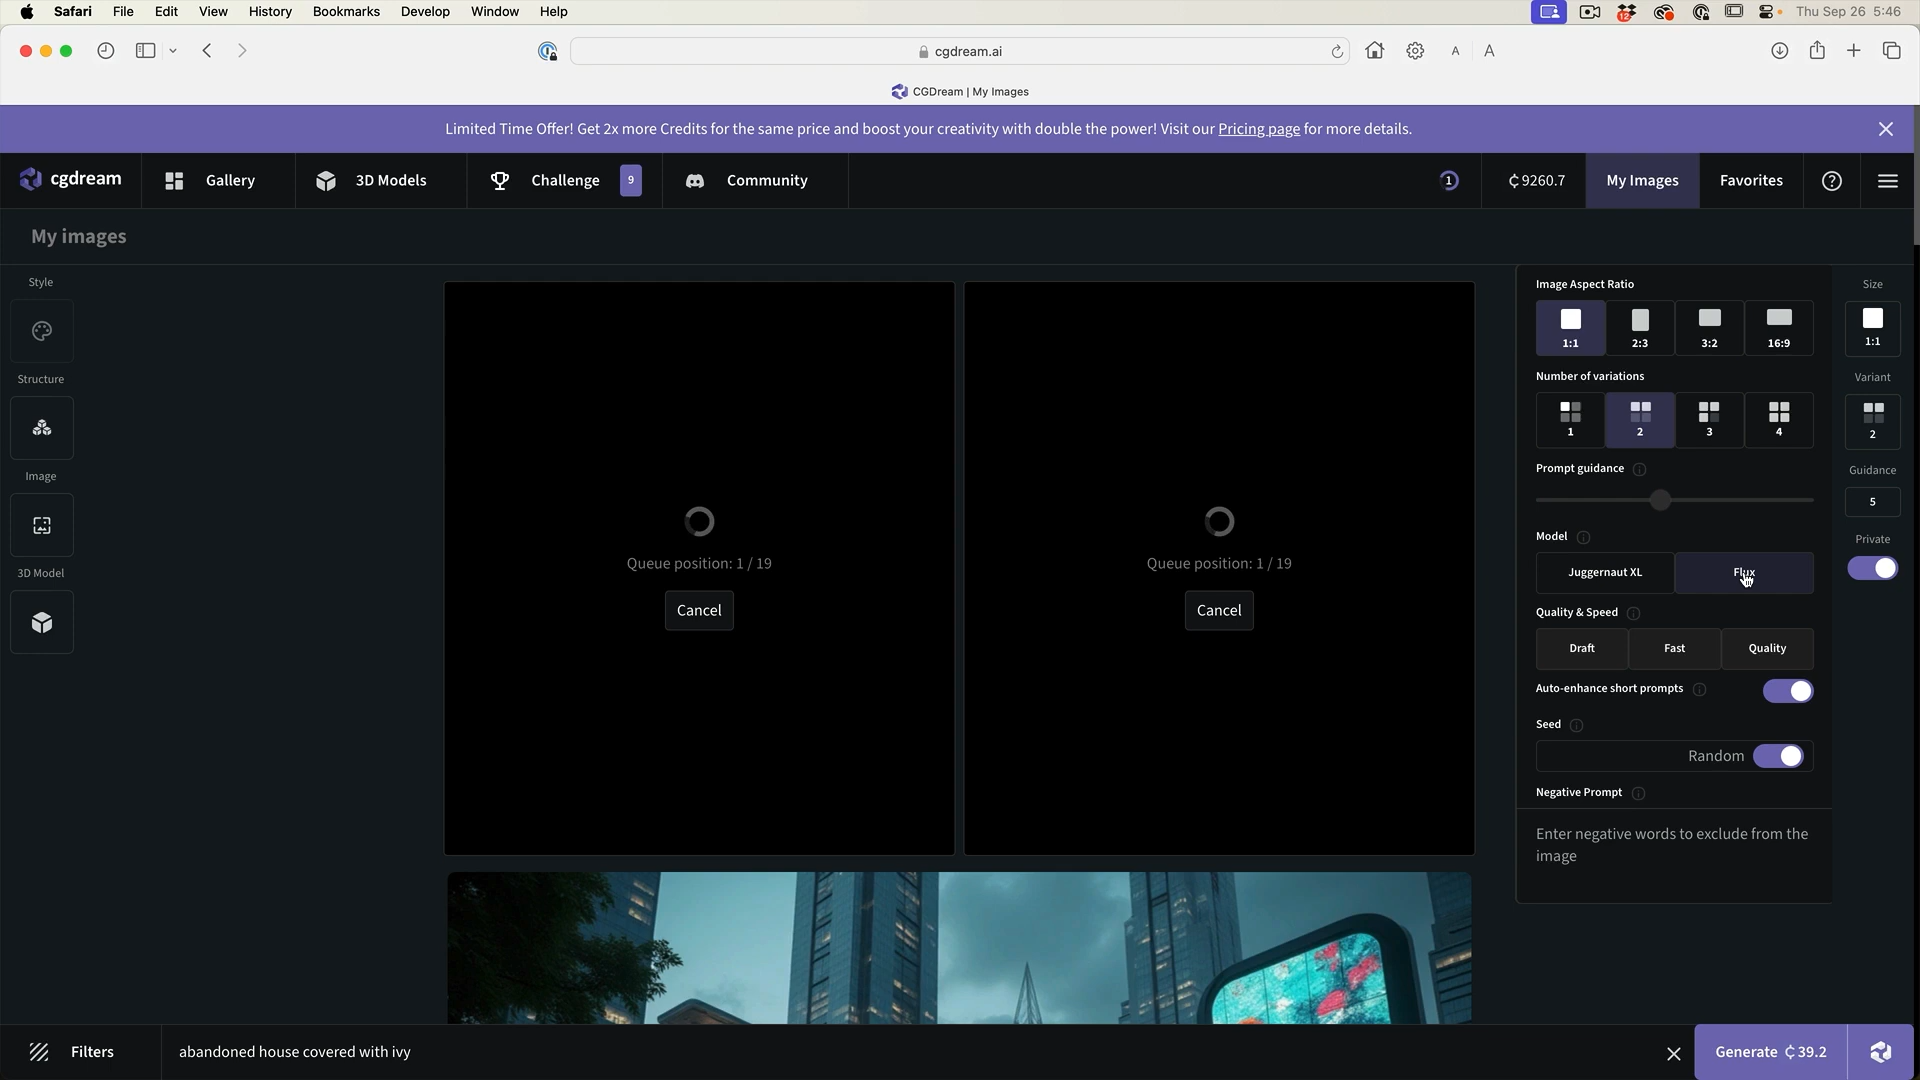 Safari File Edit View History Bookmarks Develop Window Help
12
Thu Sep 26 5:46
cgdream.ai
A A
CGDream | My Images
Limited Time Offer! Get 2x more Credits for the same price and boost your creativity with double the power! Visit our Pricing page for more details.
cgdream
Gallery
3D Models
Challenge 9
Community
1
₵9260.7
My Images
Favorites
My images
Style
Structure
Image
3D Model
Queue position: 1 / 19
Cancel
Queue position: 1 / 19
Cancel
Image Aspect Ratio
1:1 2:3 3:2 16:9
Number of variations
1 2 3 4
Prompt guidance
Model
Juggernaut XL Flux
Quality & Speed
Draft Fast Quality
Auto-enhance short prompts
Seed
Random
Negative Prompt
Enter negative words to exclude from the
image
Size
1:1
Variant
2
Guidance
5
Private
Filters
abandoned house covered with ivy
Generate ₵39.2